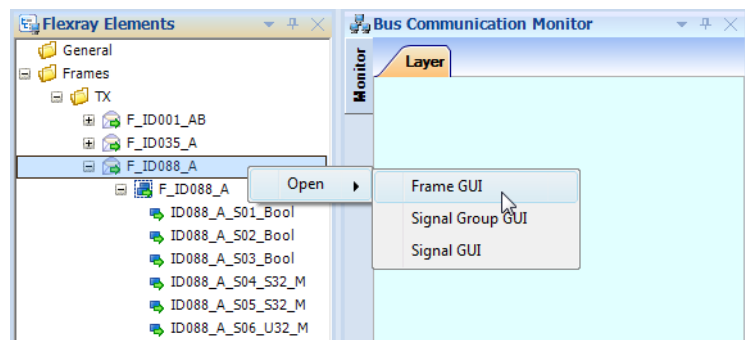 Flexray Elements
General
Frames
TX
F_ID001_AB
F_ID035_A
F_ID088_A
F_ID088_A
ID088_A_S01_Bool
ID088_A_S02_Bool
ID088_A_S03_Bool
ID088_A_S04_S32_M
ID088_A_S05_S32_M
ID088_A_S06_U32_M
Open
Frame GUI
Signal Group GUI
Signal GUI
Bus Communication Monitor
Monitor
Layer